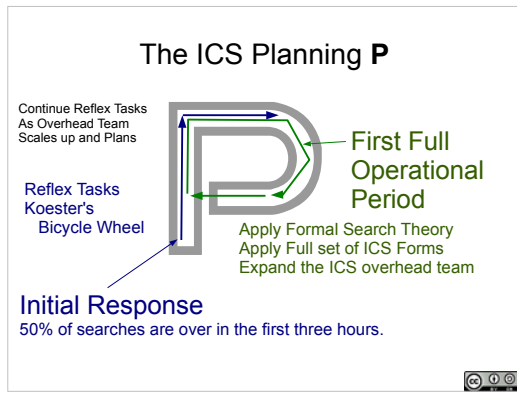 The ICS Planning P
Continue Reflex Tasks
As Overhead Team
Scales up and Plans
First Full
Operational
Period
Reflex Tasks
Koester's
Bicycle Wheel
Apply Formal Search Theory
Apply Full set of ICS Forms
Expand the ICS overhead team
Initial Response
50% of searches are over in the first three hours.
cc